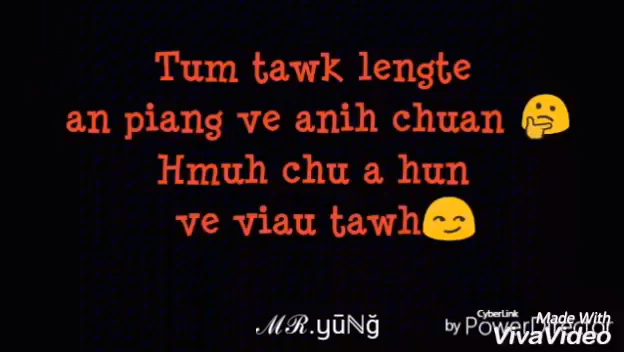 Tum tawk lengte
an piang ve anih chuan 🤔
Hmuh chu a hun
ve viau tawh😏
ℳℛ.yūℕğ
by CyberLink PowerDirector
Made With
VivaVideo